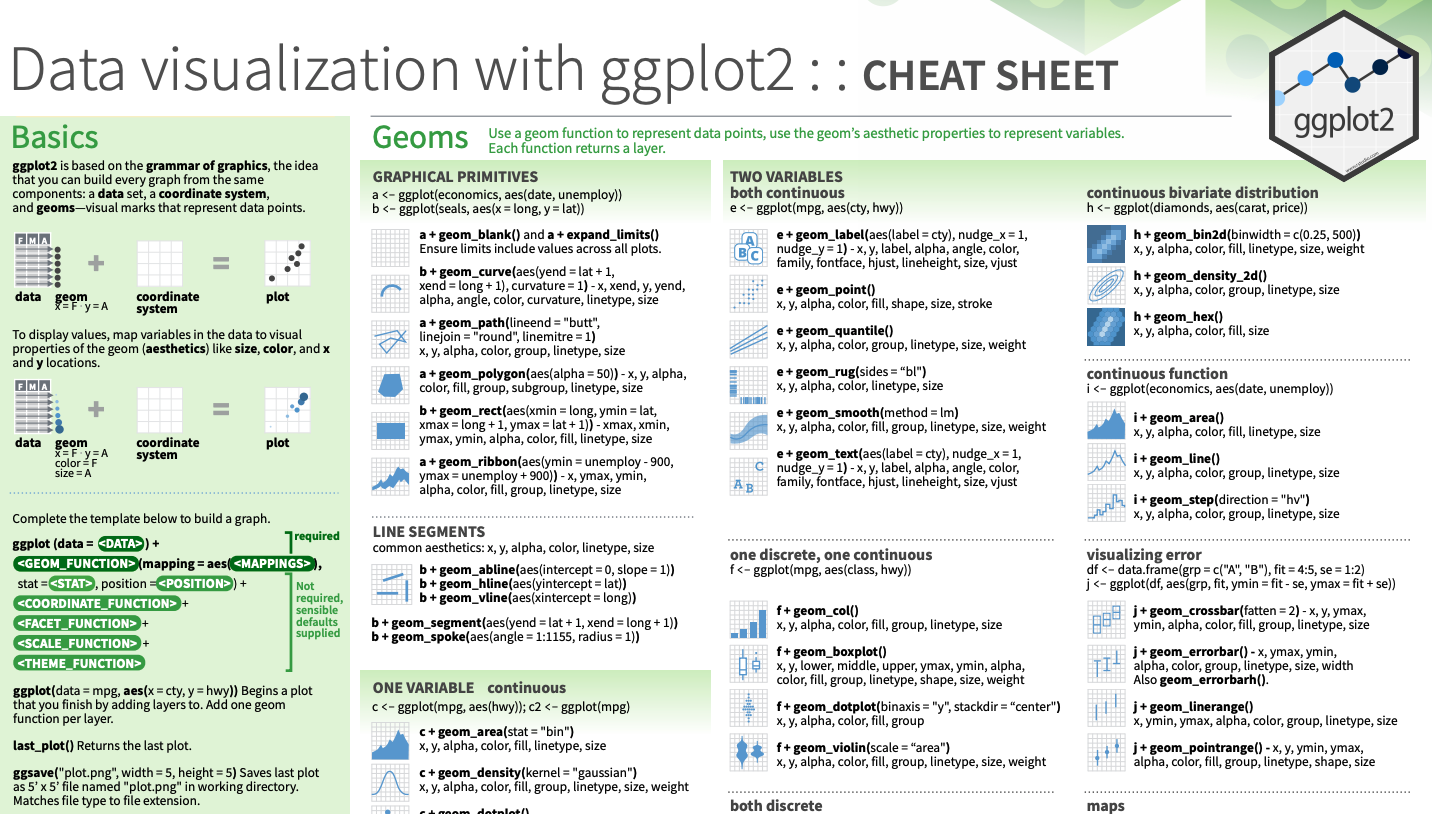 Data visualization with ggplot2 : : CHEAT SHEET
ggplot2
Basics
ggplot2 is based on the grammar of graphics, the idea
that you can build every graph from the same
components: a data set, a coordinate system,
and geoms—visual marks that represent data points.
F M A
+
=
data
geom
x = F · y = A
coordinate
system
plot
To display values, map variables in the data to visual
properties of the geom (aesthetics) like size, color, and x
and y locations.
F M A
+
=
data
geom
x = F · y = A
color = F
size = A
coordinate
system
plot
Complete the template below to build a graph.
required
ggplot (data = <DATA>) +
<GEOM_FUNCTION>(mapping = aes(<MAPPINGS>),
stat = <STAT>, position = <POSITION>) +
<COORDINATE_FUNCTION> +
<FACET_FUNCTION> +
<SCALE_FUNCTION> +
<THEME_FUNCTION>
Not
required,
sensible
defaults
supplied
ggplot(data = mpg, aes(x = cty, y = hwy)) Begins a plot
that you finish by adding layers to. Add one geom
function per layer.
last_plot() Returns the last plot.
ggsave("plot.png", width = 5, height = 5) Saves last plot
as 5' x 5' file named "plot.png" in working directory.
Matches file type to file extension.
Geoms
Use a geom function to represent data points, use the geom's aesthetic properties to represent variables.
Each function returns a layer.
GRAPHICAL PRIMITIVES
a <- ggplot(economics, aes(date, unemploy))
b <- ggplot(seals, aes(x = long, y = lat))
a + geom_blank() and a + expand_limits()
Ensure limits include values across all plots.
b + geom_curve(aes(yend = lat + 1,
xend = long + 1), curvature = 1) - x, xend, y, yend,
alpha, angle, color, curvature, linetype, size
a + geom_path(lineend = "butt",
linejoin = "round", linemitre = 1)
x, y, alpha, color, group, linetype, size
a + geom_polygon(aes(alpha = 50)) - x, y, alpha,
color, fill, group, subgroup, linetype, size
b + geom_rect(aes(xmin = long, ymin = lat,
xmax = long + 1, ymax = lat + 1)) - xmax, xmin,
ymax, ymin, alpha, color, fill, linetype, size
a + geom_ribbon(aes(ymin = unemploy - 900,
ymax = unemploy + 900)) - x, ymax, ymin,
alpha, color, fill, group, linetype, size
LINE SEGMENTS
common aesthetics: x, y, alpha, color, linetype, size
b + geom_abline(aes(intercept = 0, slope = 1))
b + geom_hline(aes(yintercept = lat))
b + geom_vline(aes(xintercept = long))
b + geom_segment(aes(yend = lat + 1, xend = long + 1))
b + geom_spoke(aes(angle = 1:1155, radius = 1))
ONE VARIABLE continuous
c <- ggplot(mpg, aes(hwy)); c2 <- ggplot(mpg)
c + geom_area(stat = "bin")
x, y, alpha, color, fill, linetype, size
c + geom_density(kernel = "gaussian")
x, y, alpha, color, fill, group, linetype, size, weight
c + geom_dotplot()
TWO VARIABLES
both continuous
e <- ggplot(mpg, aes(cty, hwy))
A
B
C
e + geom_label(aes(label = cty), nudge_x = 1,
nudge_y = 1) - x, y, label, alpha, angle, color,
family, fontface, hjust, lineheight, size, vjust
e + geom_point()
x, y, alpha, color, fill, shape, size, stroke
e + geom_quantile()
x, y, alpha, color, group, linetype, size, weight
e + geom_rug(sides = “bl")
x, y, alpha, color, linetype, size
e + geom_smooth(method = lm)
x, y, alpha, color, fill, group, linetype, size, weight
A
B
C
e + geom_text(aes(label = cty), nudge_x = 1,
nudge_y = 1) - x, y, label, alpha, angle, color,
family, fontface, hjust, lineheight, size, vjust
one discrete, one continuous
f <- ggplot(mpg, aes(class, hwy))
f + geom_col()
x, y, alpha, color, fill, group, linetype, size
f + geom_boxplot()
x, y, lower, middle, upper, ymax, ymin, alpha,
color, fill, group, linetype, shape, size, weight
f + geom_dotplot(binaxis = "y", stackdir = “center")
x, y, alpha, color, fill, group
f + geom_violin(scale = “area")
x, y, alpha, color, fill, group, linetype, size, weight
both discrete
continuous bivariate distribution
h <- ggplot(diamonds, aes(carat, price))
h + geom_bin2d(binwidth = c(0.25, 500))
x, y, alpha, color, fill, linetype, size, weight
h + geom_density_2d()
x, y, alpha, color, group, linetype, size
h + geom_hex()
x, y, alpha, color, fill, size
continuous function
i <- ggplot(economics, aes(date, unemploy))
i + geom_area()
x, y, alpha, color, fill, linetype, size
i + geom_line()
x, y, alpha, color, group, linetype, size
i + geom_step(direction = "hv")
x, y, alpha, color, group, linetype, size
visualizing error
df <- data.frame(grp = c("A", "B"), fit = 4:5, se = 1:2)
j <- ggplot(df, aes(grp, fit, ymin = fit - se, ymax = fit + se))
j + geom_crossbar(fatten = 2) - x, y, ymax,
ymin, alpha, color, fill, group, linetype, size
j + geom_errorbar() - x, ymax, ymin,
alpha, color, group, linetype, size, width
Also geom_errorbarh().
j + geom_linerange()
x, ymin, ymax, alpha, color, group, linetype, size
j + geom_pointrange() - x, y, ymin, ymax,
alpha, color, fill, group, linetype, shape, size
maps